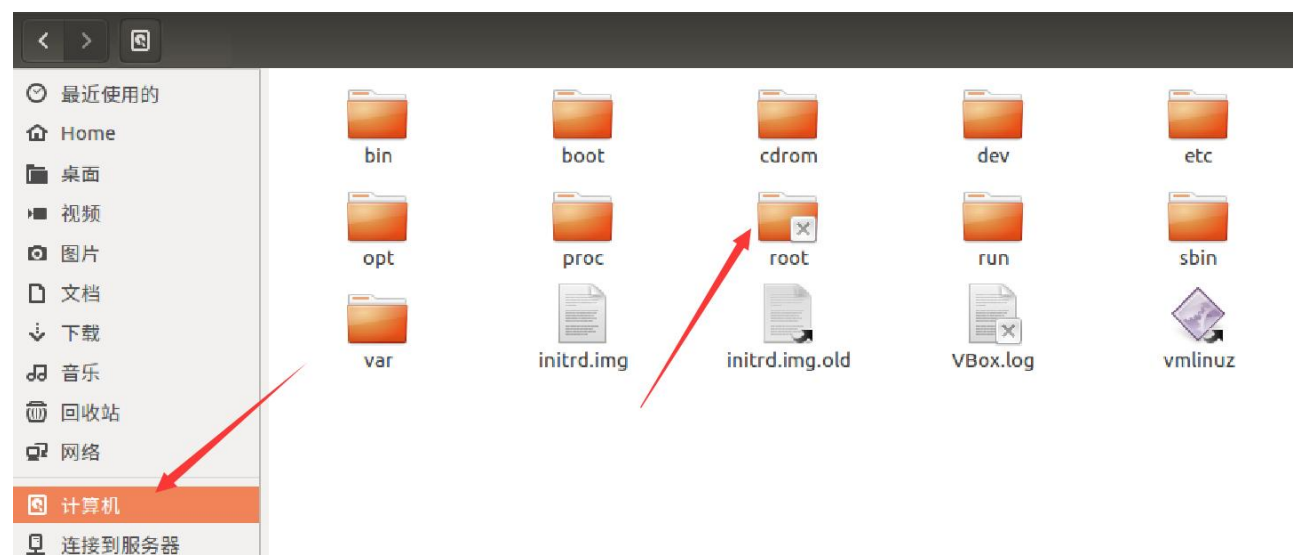 最近使用的
Home
桌面
视频
图片
文档
下载
音乐
回收站
网络
计算机
连接到服务器
bin boot cdrom dev etc
opt proc root run sbin
var initrd.img initrd.img.old VBox.log vmlinuz